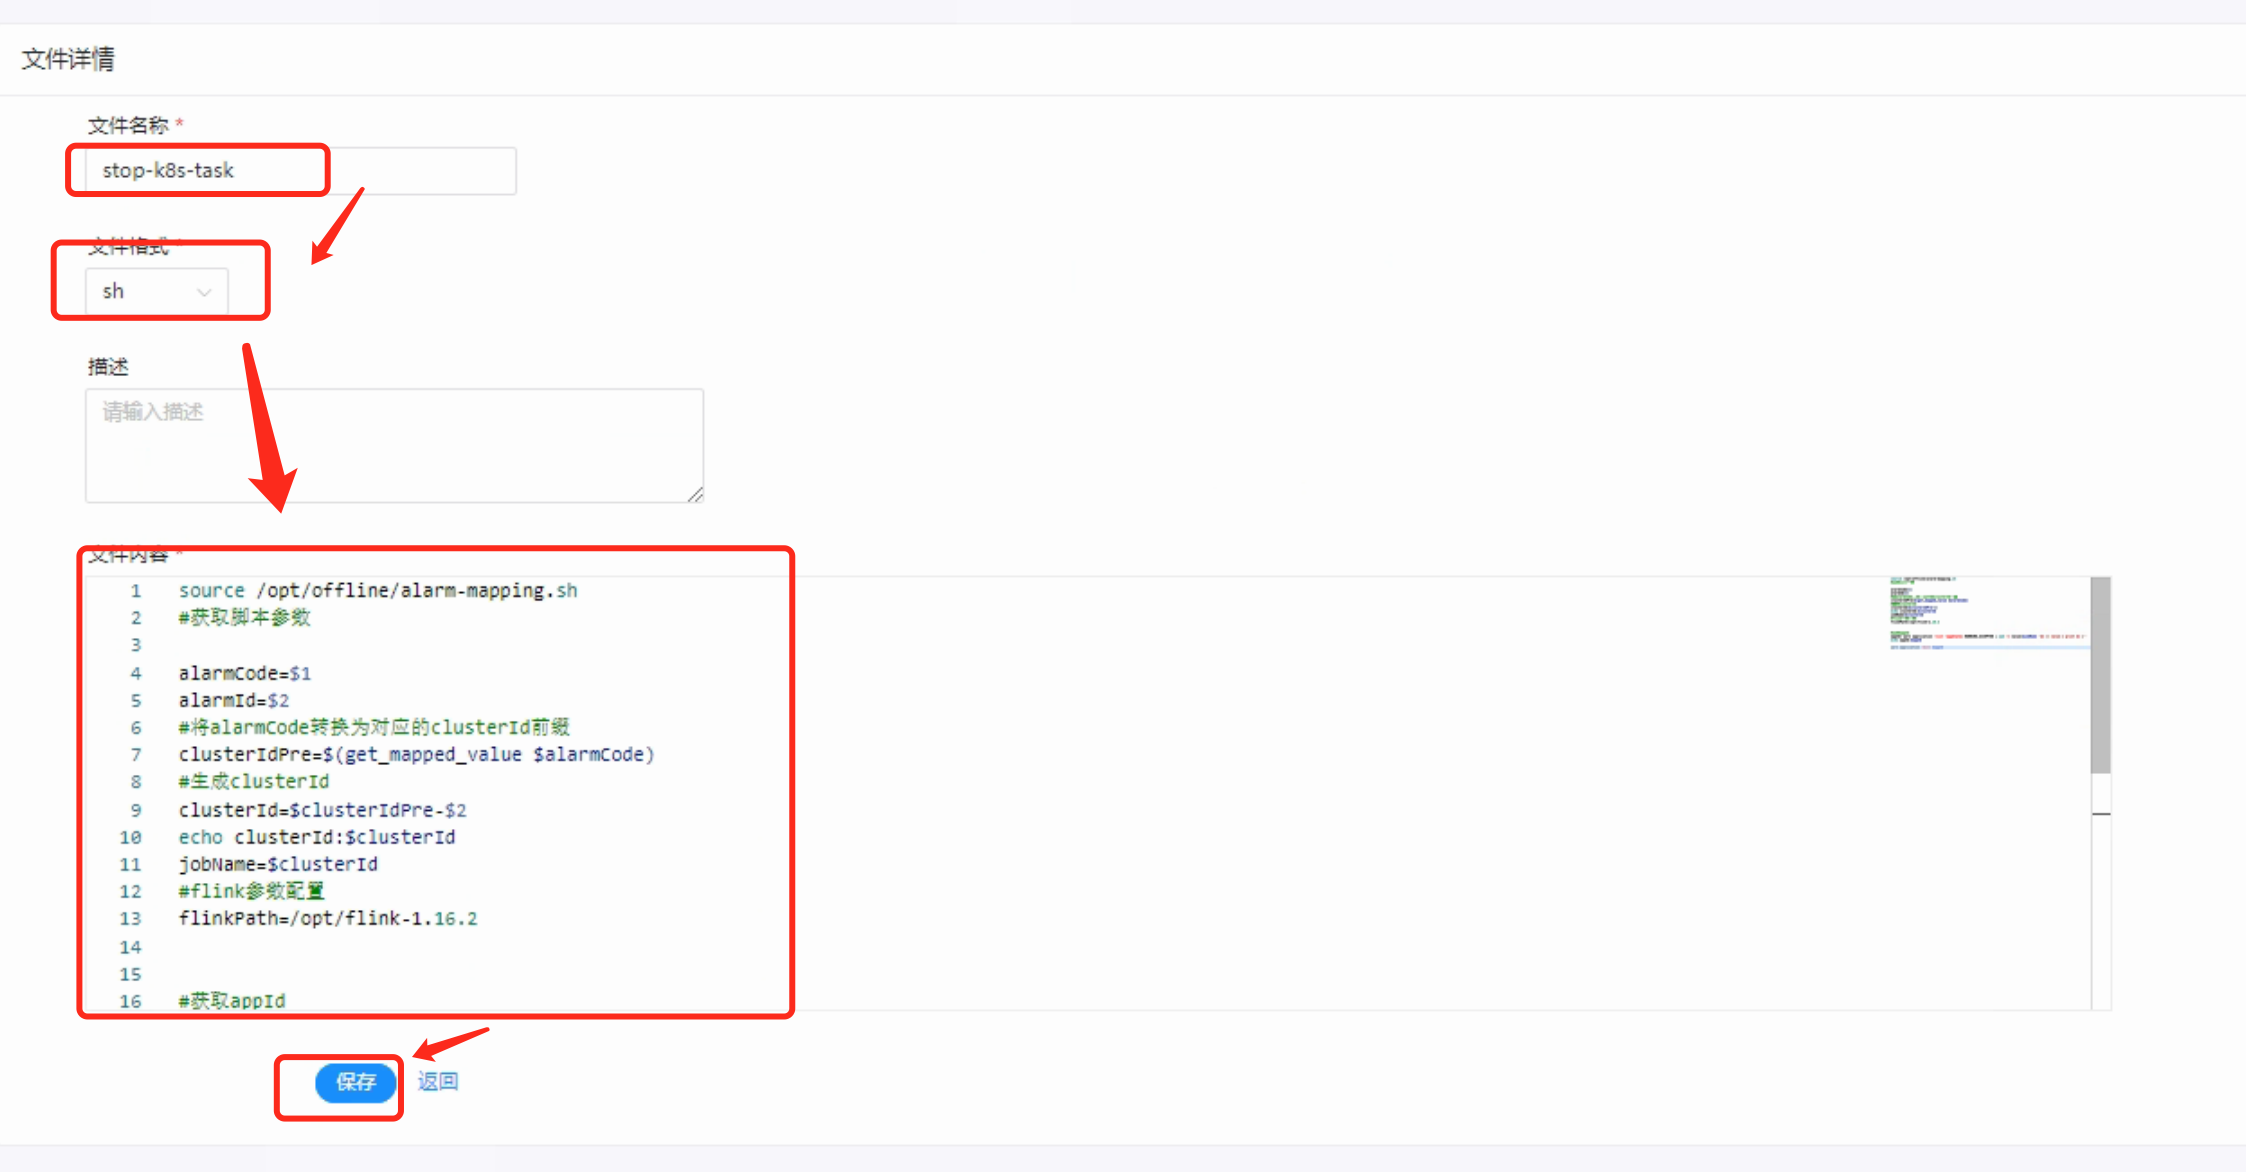 文件详情
文件名称 *
stop-k8s-task
文件格式 *
sh
描述
请输入描述
文件内容 *
1 source /opt/offline/alarm-mapping.sh
2 #获取脚本参数
3
4 alarmCode=$1
5 alarmId=$2
6 #将alarmCode转换为对应的clusterId前缀
7 clusterIdPre=$(get_mapped_value $alarmCode)
8 #生成clusterId
9 clusterId=$clusterIdPre-$2
10 echo clusterId:$clusterId
11 jobName=$clusterId
12 #flink参数配置
13 flinkPath=/opt/flink-1.16.2
14
15
16 #获取appId
保存 返回